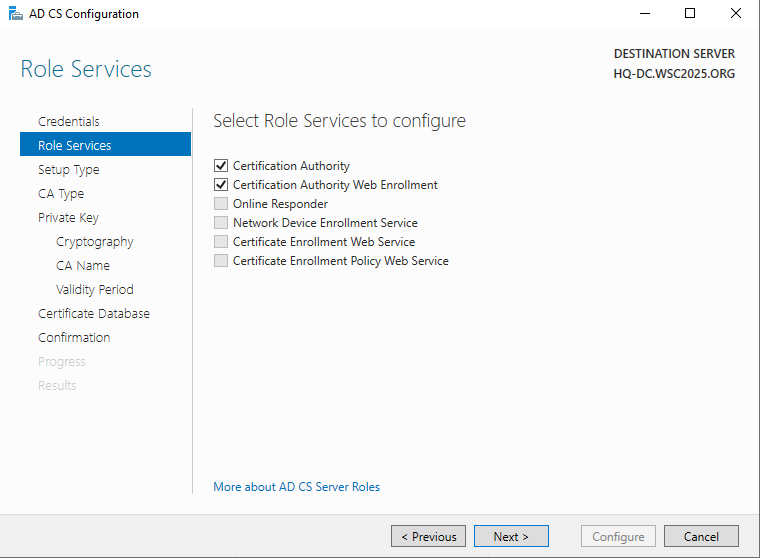 AD CS Configuration
Role Services
DESTINATION SERVER
HQ-DC.WSC2025.ORG
Credentials
Role Services
Setup Type
CA Type
Private Key
Cryptography
CA Name
Validity Period
Certificate Database
Confirmation
Progress
Results
Select Role Services to configure
Certification Authority
Certification Authority Web Enrollment
Online Responder
Network Device Enrollment Service
Certificate Enrollment Web Service
Certificate Enrollment Policy Web Service
More about AD CS Server Roles
< Previous
Next >
Configure
Cancel